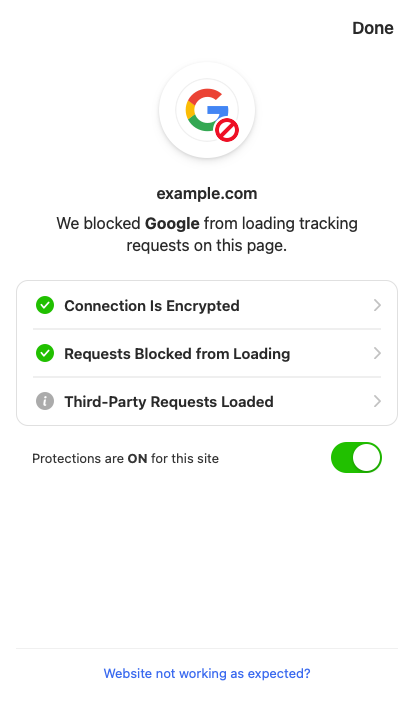 Done
example.com
We blocked Google from loading tracking
requests on this page.
Connection Is Encrypted
Requests Blocked from Loading
Third-Party Requests Loaded
Protections are ON for this site
Website not working as expected?